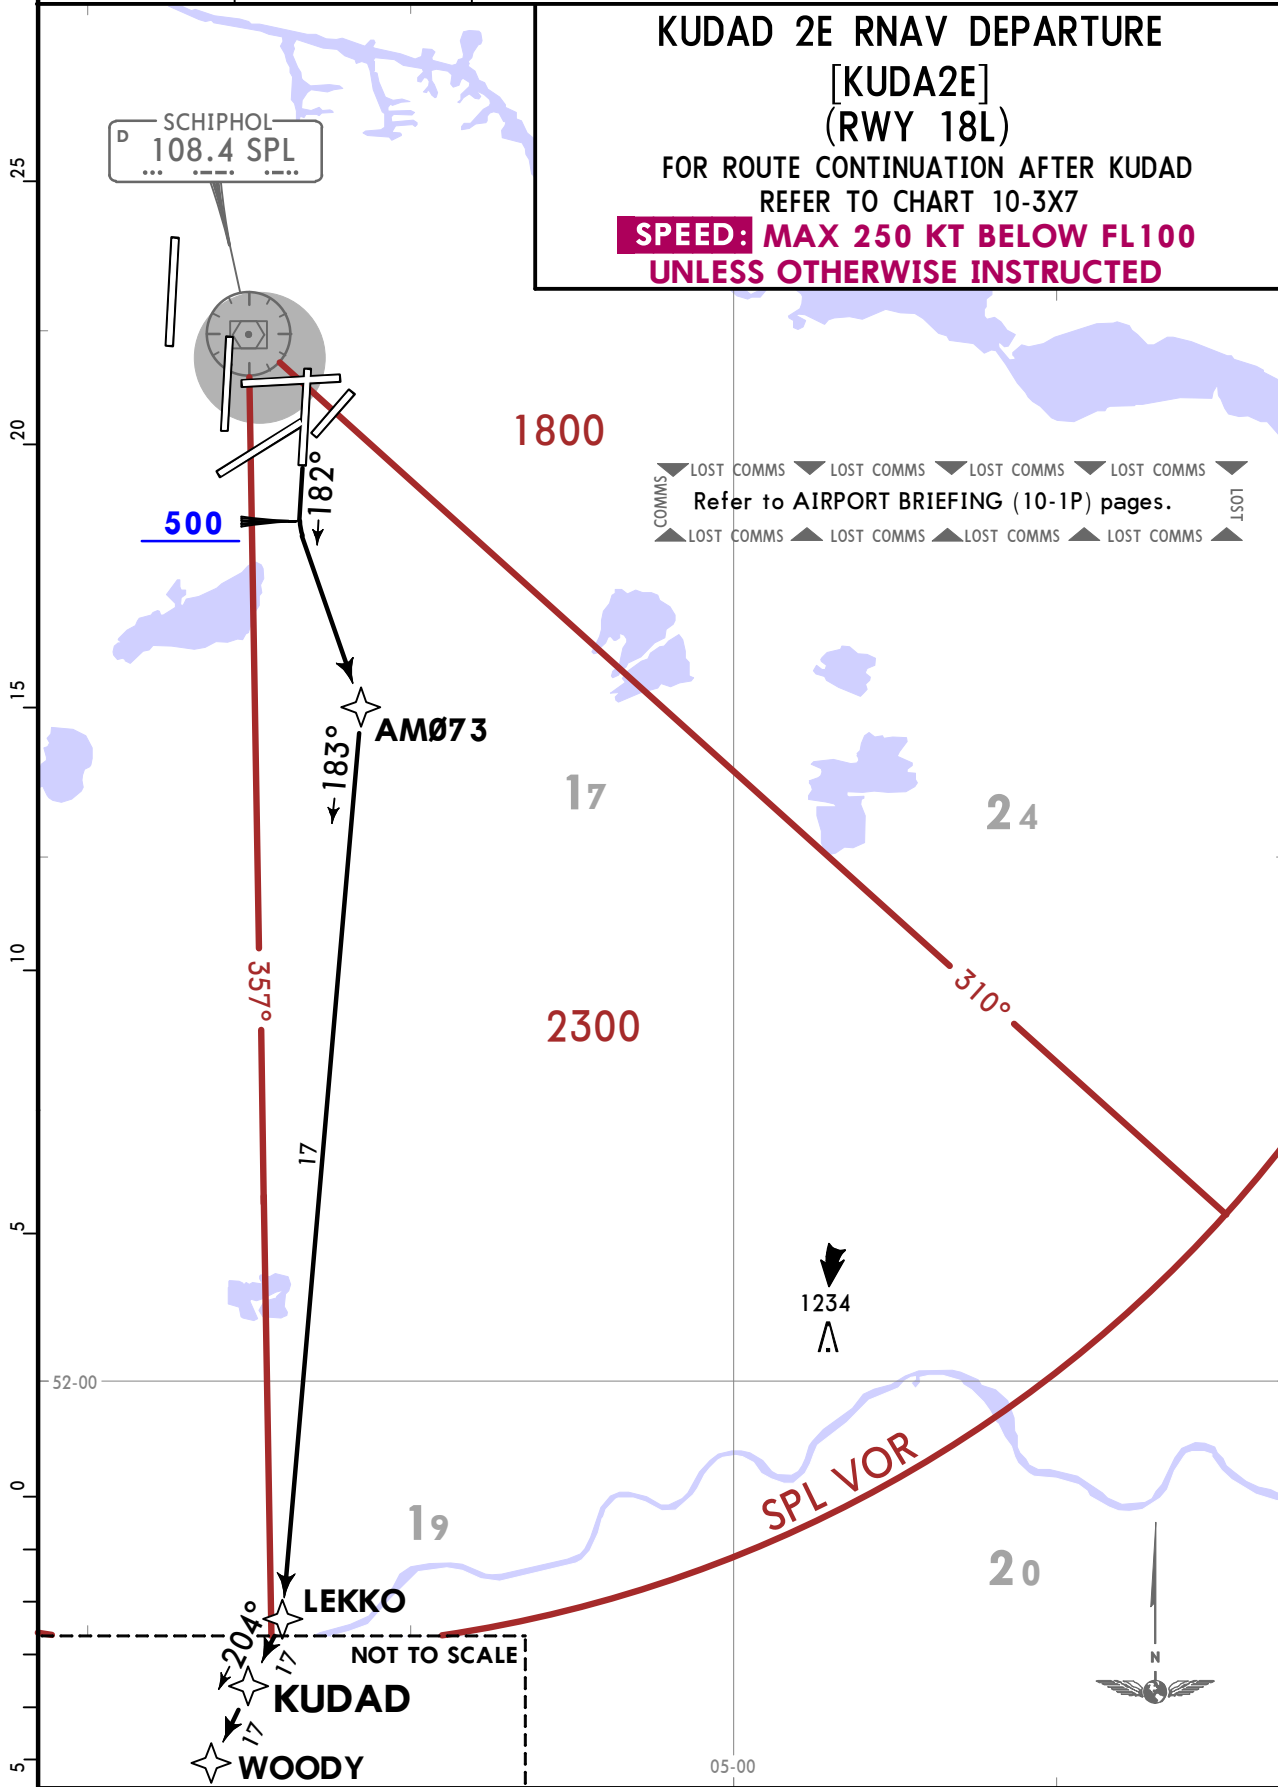 KUDAD 2E RNAV DEPARTURE
[KUDA2E]
(RWY 18L)
FOR ROUTE CONTINUATION AFTER KUDAD
REFER TO CHART 10-3X7
SPEED: MAX 250 KT BELOW FL100
UNLESS OTHERWISE INSTRUCTED
SCHIPHOL
D 108.4 SPL
25
20
15
10
5
0
5
1800
LOST COMMS LOST COMMS LOST COMMS LOST COMMS
COMMS Refer to AIRPORT BRIEFING (10-1P) pages. LOST
LOST COMMS LOST COMMS LOST COMMS LOST COMMS
182°
500
AMØ73
183°
17
24
357°
310°
2300
17
1234
52-00
SPL VOR
19
20
LEKKO
204°
NOT TO SCALE
17
KUDAD
17
WOODY
05-00
N